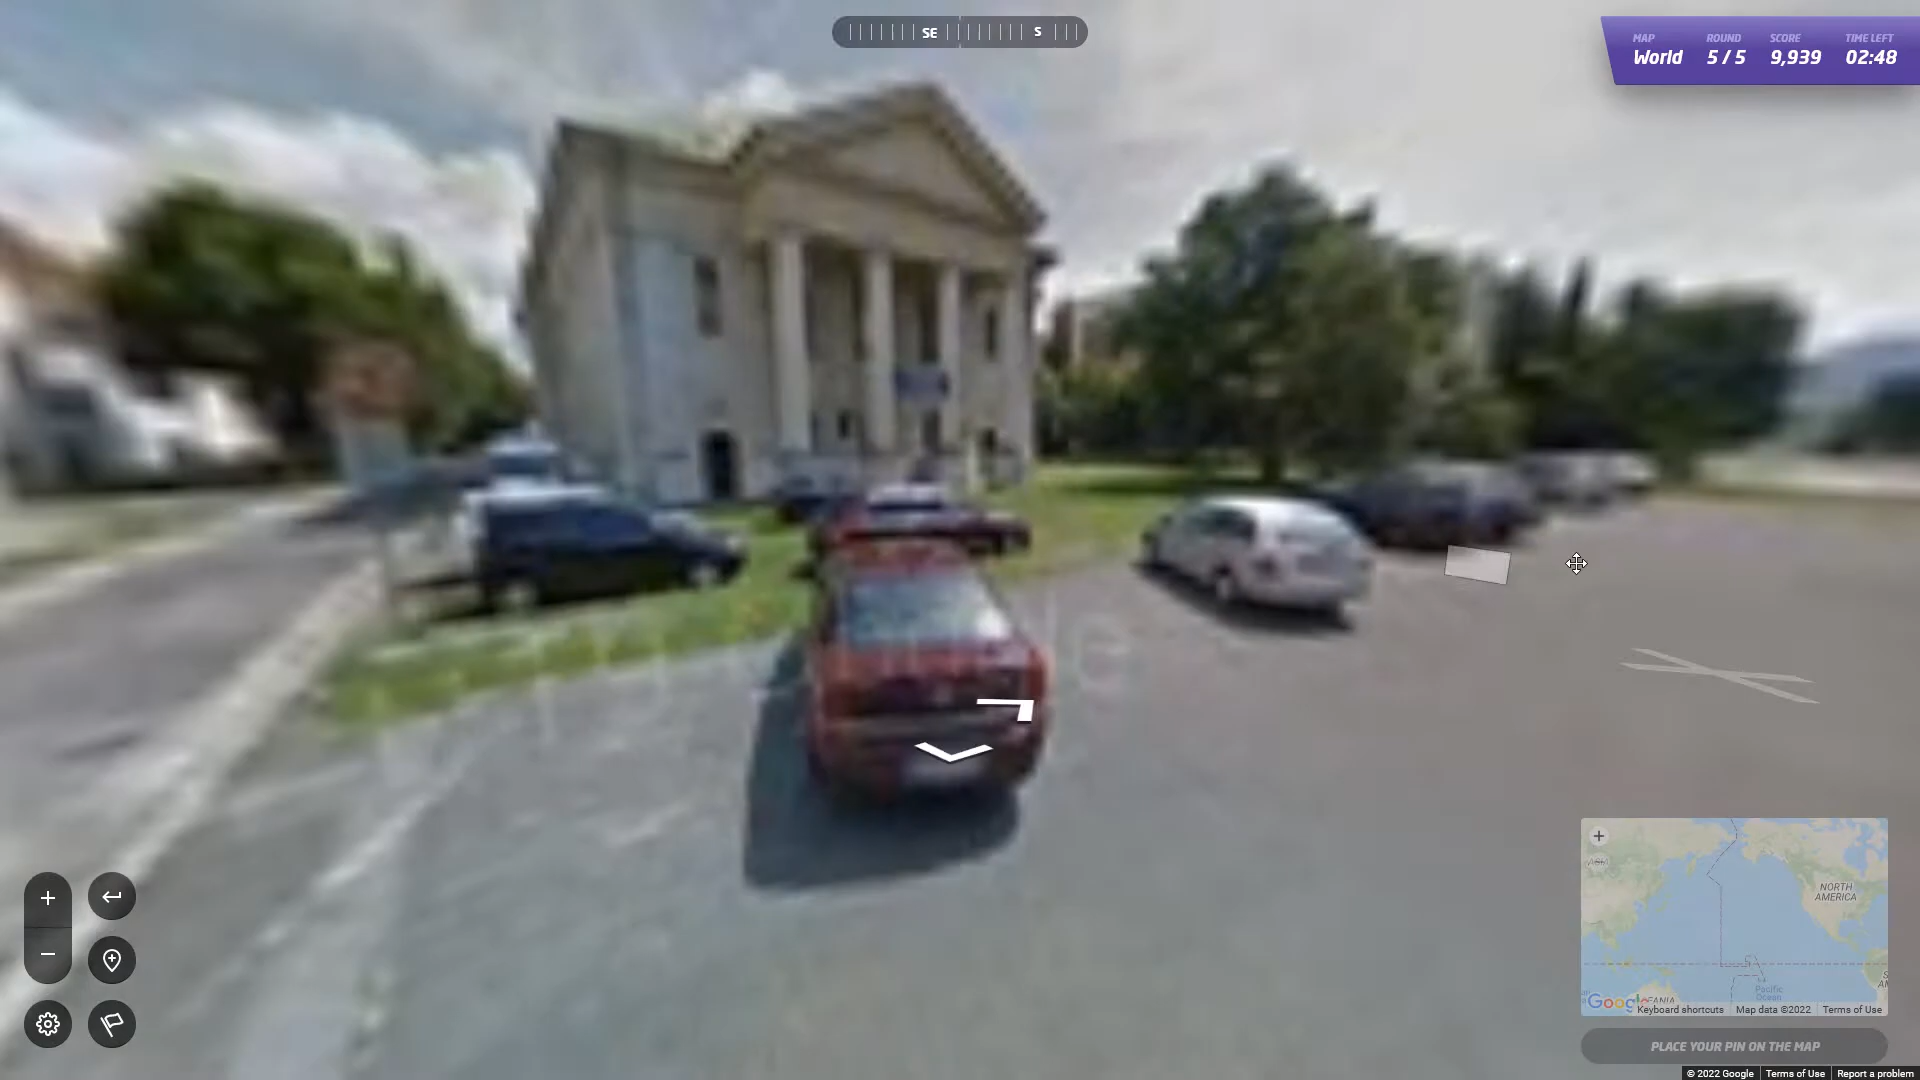 SE S
MAP ROUND SCORE TIME LEFT
World 5 / 5 9,939 02:48
NORTH
AMERICA
Pacific
Ocean
Google
Keyboard shortcuts Map data ©2022 Terms of Use
PLACE YOUR PIN ON THE MAP
© 2022 Google Terms of Use Report a problem